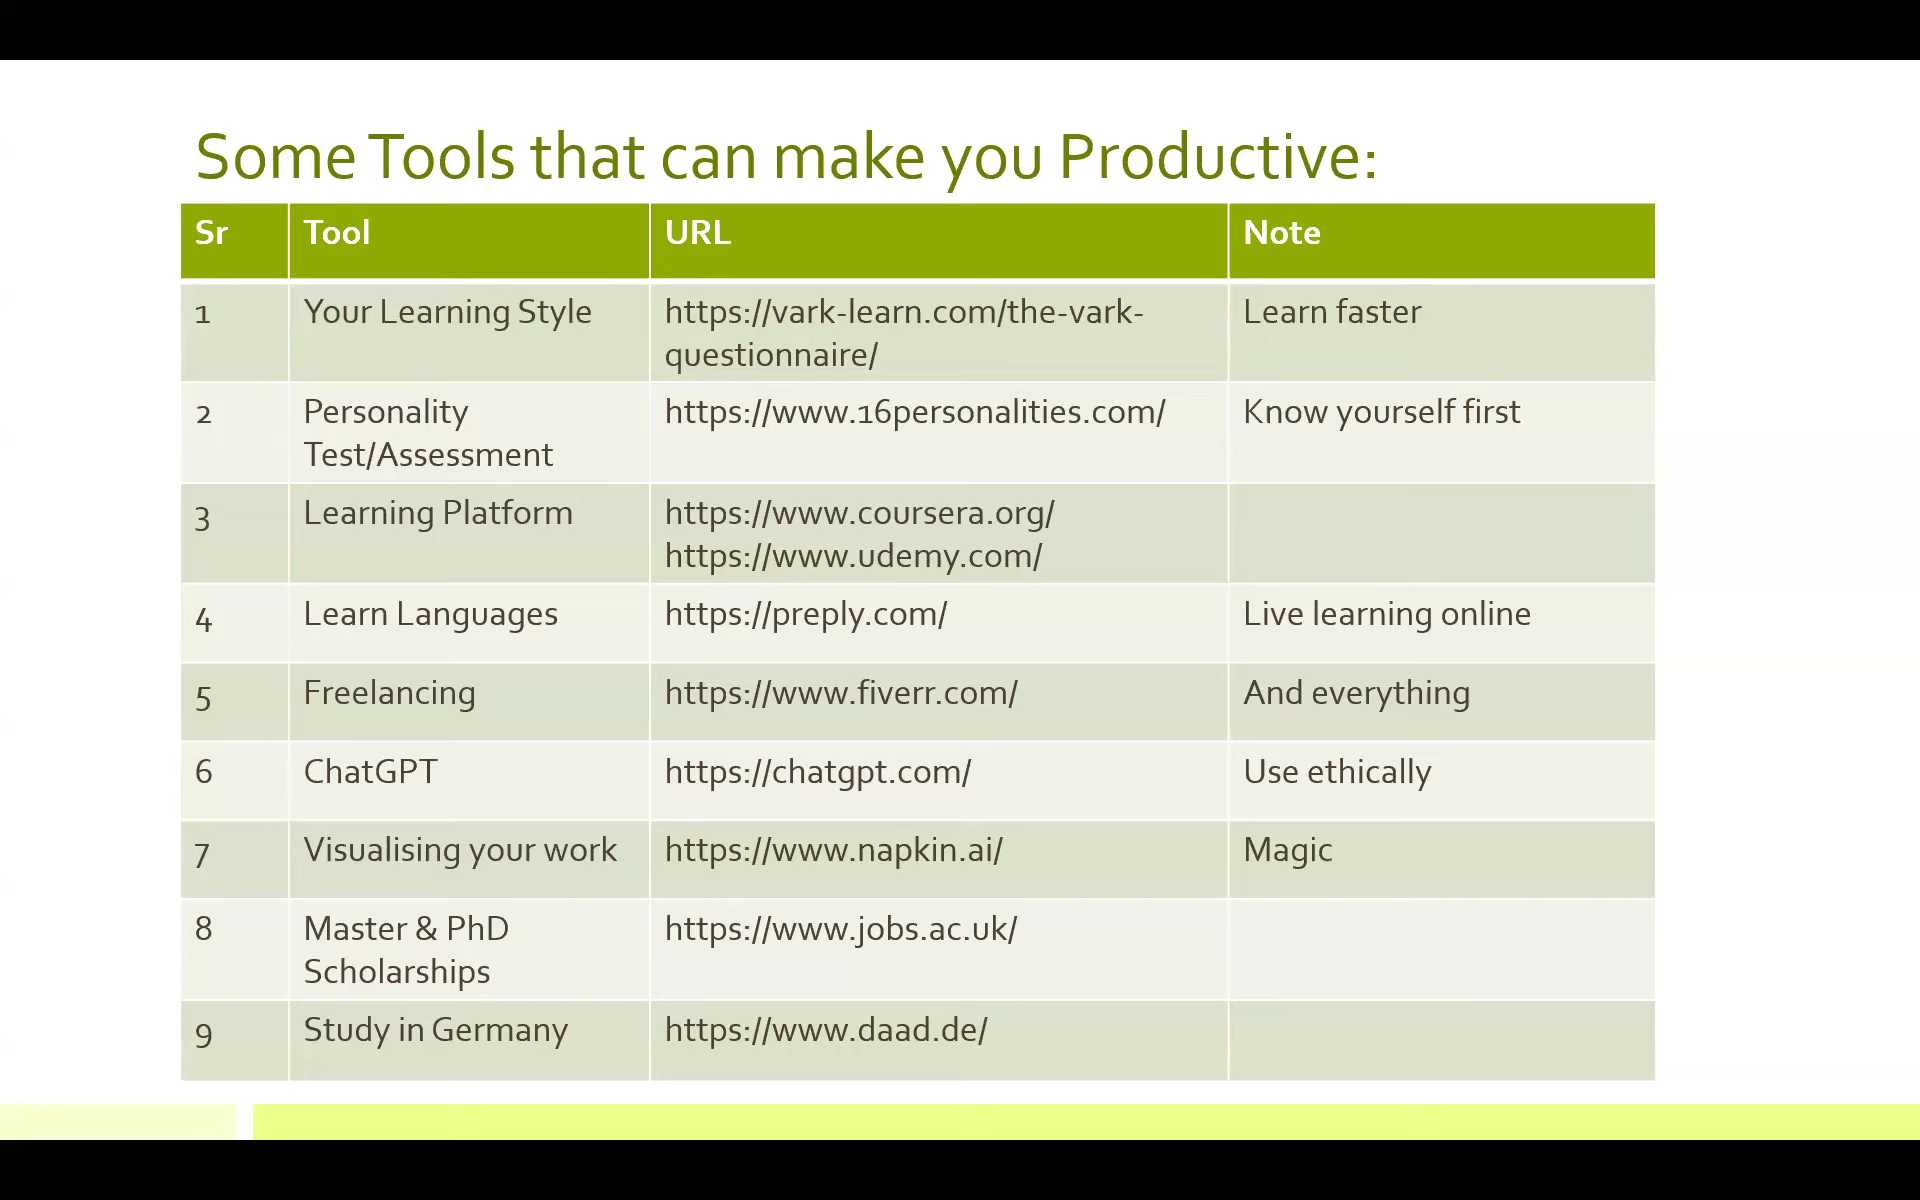 Some Tools that can make you Productive:
Sr Tool URL Note
1 Your Learning Style https://vark-learn.com/the-vark- Learn faster
questionnaire/
2 Personality https://www.16personalities.com/ Know yourself first
Test/Assessment
3 Learning Platform https://www.coursera.org/
https://www.udemy.com/
4 Learn Languages https://preply.com/ Live learning online
5 Freelancing https://www.fiverr.com/ And everything
6 ChatGPT https://chatgpt.com/ Use ethically
7 Visualising your work https://www.napkin.ai/ Magic
8 Master & PhD https://www.jobs.ac.uk/
Scholarships
9 Study in Germany https://www.daad.de/